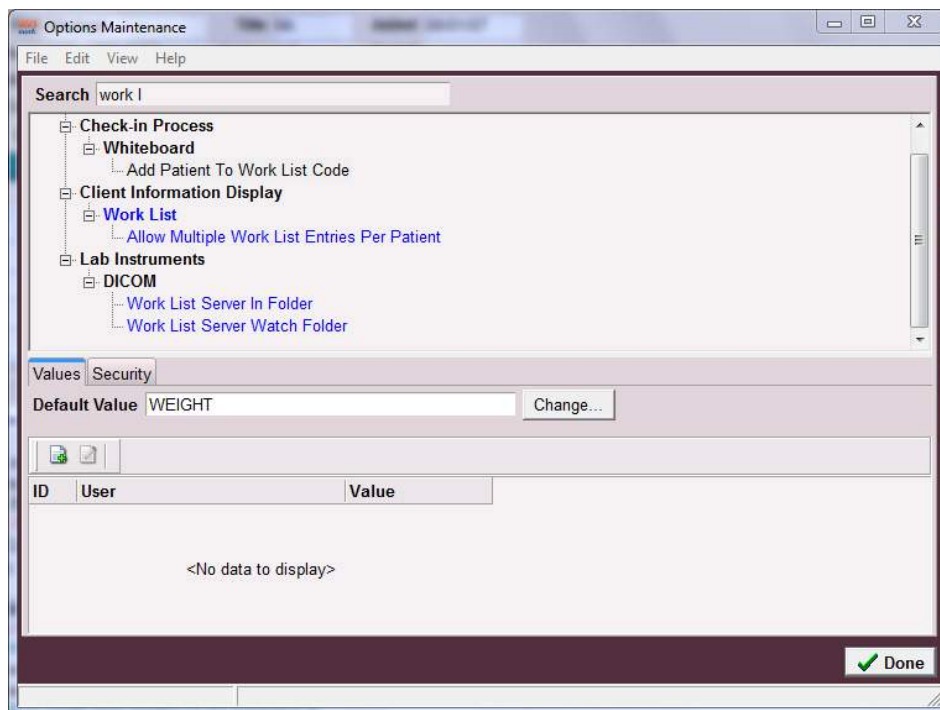 Options Maintenance
File Edit View Help
Search work l
Check-in Process
Whiteboard
Add Patient To Work List Code
Client Information Display
Work List
Allow Multiple Work List Entries Per Patient
Lab Instruments
DICOM
Work List Server In Folder
Work List Server Watch Folder
Values Security
Default Value WEIGHT Change...
ID User Value
<No data to display>
Done